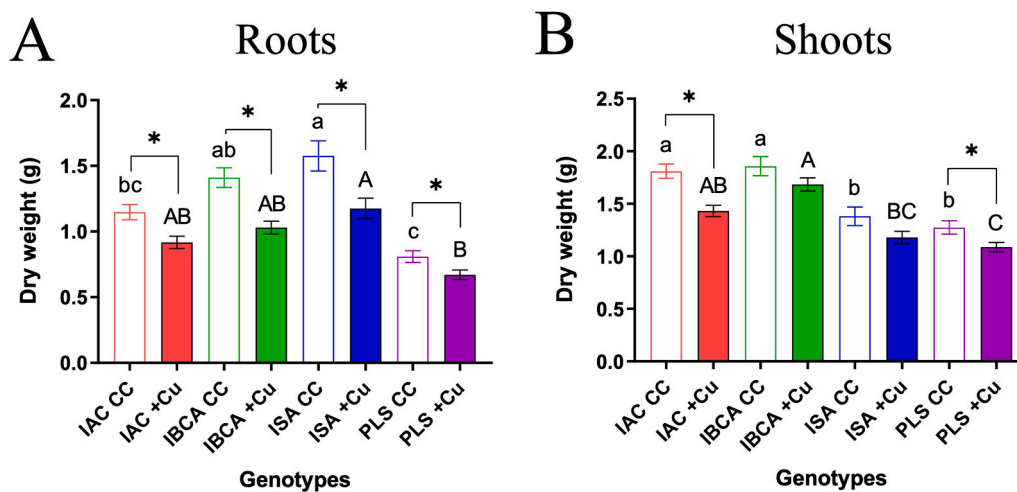 A
Roots
Dry weight (g)
2.0
1.5
1.0
0.5
0.0
bc
*
AB
ab
*
AB
a
*
A
c
*
B
IAC CC
IAC +Cu
IBCA CC
IBCA +Cu
ISA CC
ISA +Cu
PLS CC
PLS +Cu
Genotypes
B
Shoots
Dry weight (g)
2.5
2.0
1.5
1.0
0.5
0.0
a
*
AB
a
A
b
BC
b
*
C
IAC CC
IAC +Cu
IBCA CC
IBCA +Cu
ISA CC
ISA +Cu
PLS CC
PLS +Cu
Genotypes